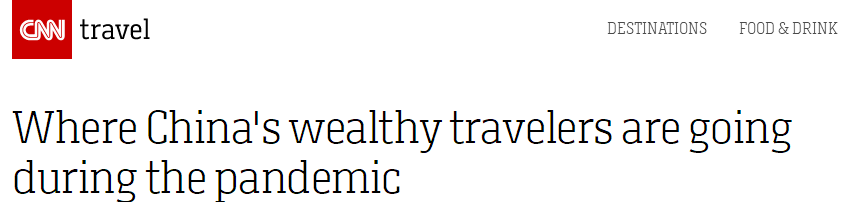 CNN travel DESTINATIONS FOOD & DRINK
Where China's wealthy travelers are going
during the pandemic